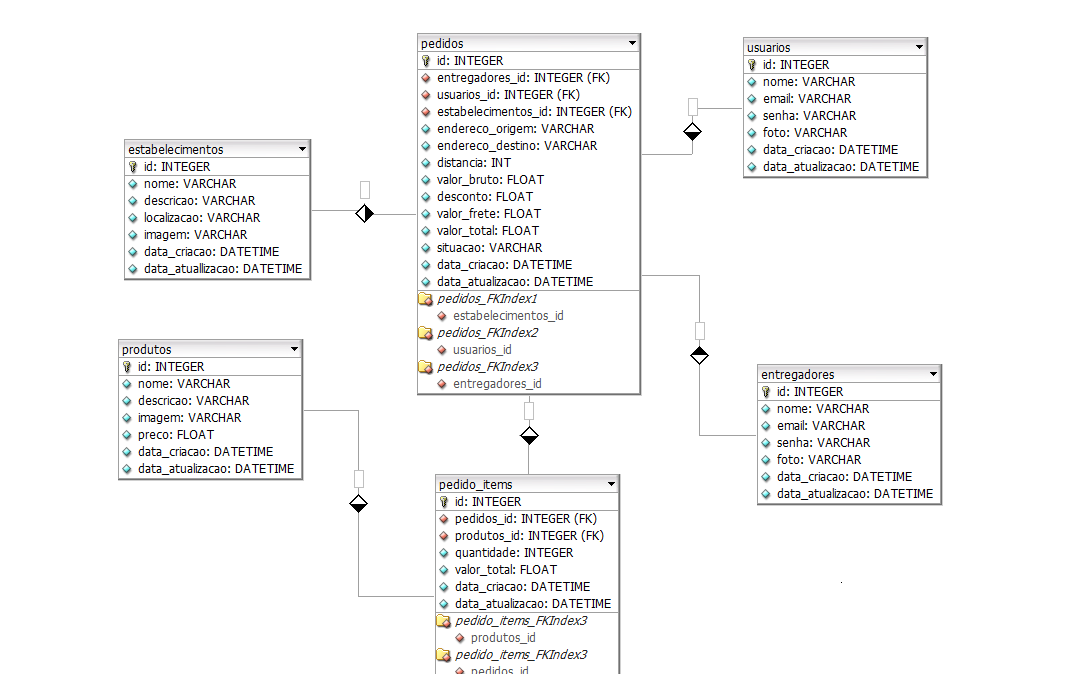 pedidos
id: INTEGER
entregadores_id: INTEGER (FK)
usuarios_id: INTEGER (FK)
estabelecimentos_id: INTEGER (FK)
endereco_origem: VARCHAR
endereco_destino: VARCHAR
distancia: INT
valor_bruto: FLOAT
desconto: FLOAT
valor_frete: FLOAT
valor_total: FLOAT
situacao: VARCHAR
data_criacao: DATETIME
data_atualizacao: DATETIME
pedidos_FKIndex1
estabelecimentos_id
pedidos_FKIndex2
usuarios_id
pedidos_FKIndex3
entregadores_id
usuarios
id: INTEGER
nome: VARCHAR
email: VARCHAR
senha: VARCHAR
foto: VARCHAR
data_criacao: DATETIME
data_atualizacao: DATETIME
estabelecimentos
id: INTEGER
nome: VARCHAR
descricao: VARCHAR
localizacao: VARCHAR
imagem: VARCHAR
data_criacao: DATETIME
data_atuallizacao: DATETIME
produtos
id: INTEGER
nome: VARCHAR
descricao: VARCHAR
imagem: VARCHAR
preco: FLOAT
data_criacao: DATETIME
data_atualizacao: DATETIME
entregadores
id: INTEGER
nome: VARCHAR
email: VARCHAR
senha: VARCHAR
foto: VARCHAR
data_criacao: DATETIME
data_atualizacao: DATETIME
pedido_items
id: INTEGER
pedidos_id: INTEGER (FK)
produtos_id: INTEGER (FK)
quantidade: INTEGER
valor_total: FLOAT
data_criacao: DATETIME
data_atualizacao: DATETIME
pedido_items_FKIndex3
produtos_id
pedido_items_FKIndex3
pedidos_id